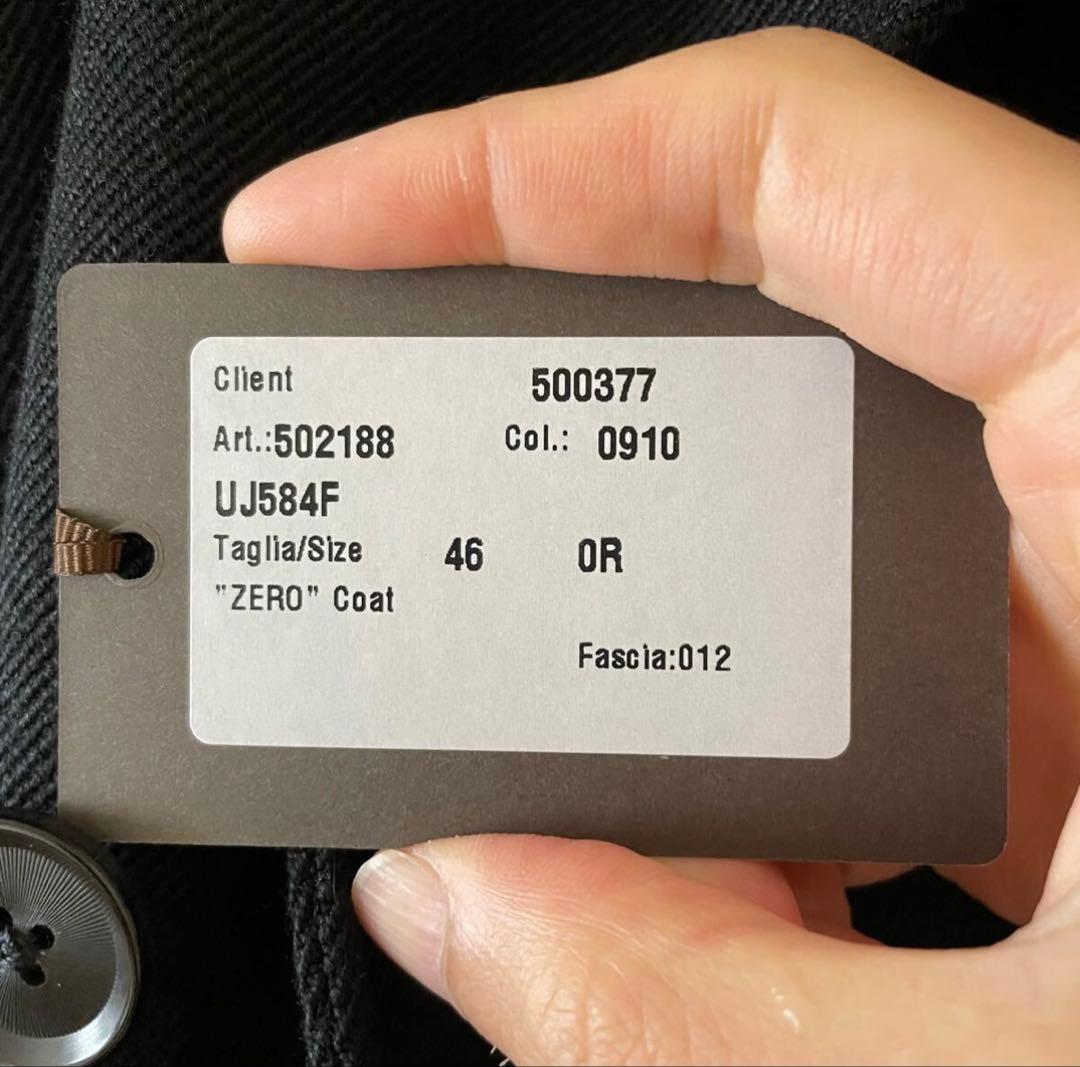 Client 500377
Art.:502188 Col.: 0910
UJ584F
Taglia/Size 46 0R
"ZERO" Coat
Fascia:012